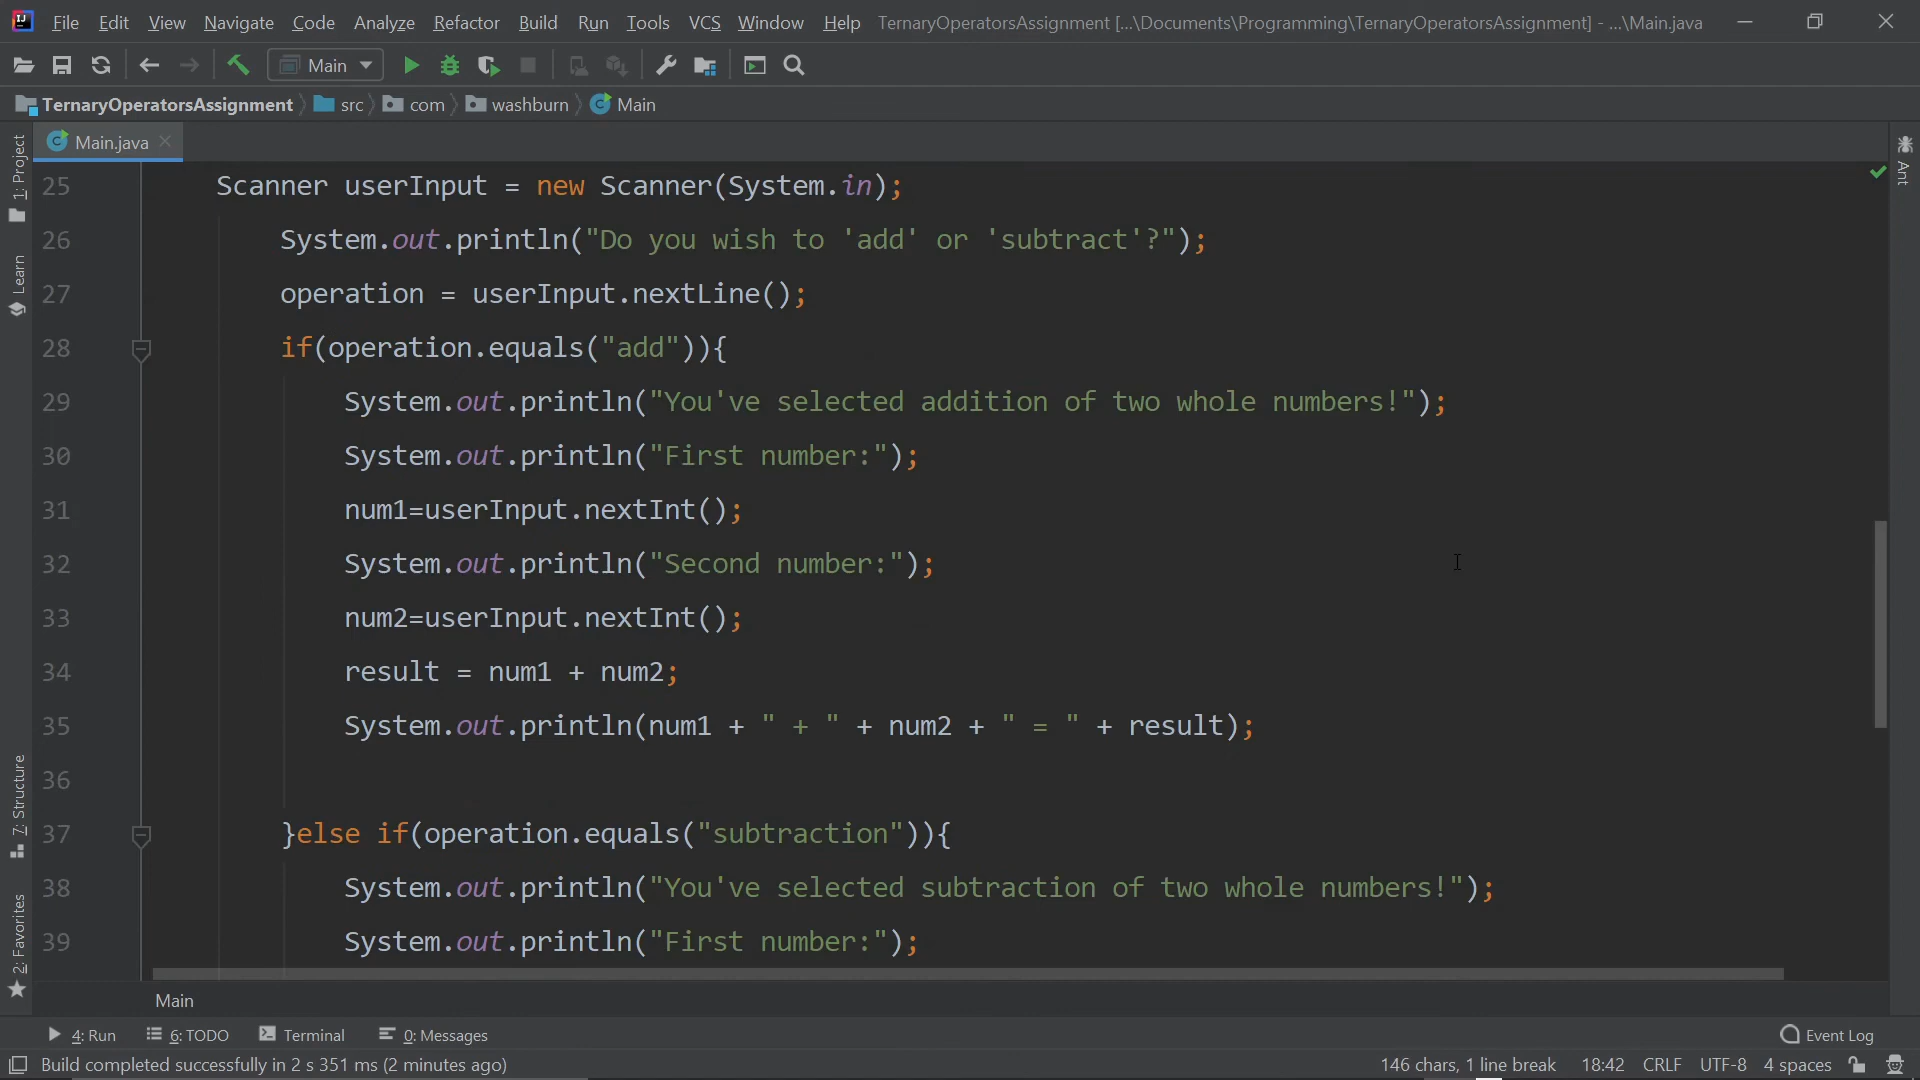 File Edit View Navigate Code Analyze Refactor Build Run Tools VCS Window Help TernaryOperatorsAssignment [...\Documents\Programming\TernaryOperatorsAssignment] - ...\Main.java
Main
TernaryOperatorsAssignment src com washburn Main
Main.java
1: Project
Learn
7: Structure
2: Favorites
Ant
25 Scanner userInput = new Scanner(System.in);
26 System.out.println("Do you wish to 'add' or 'subtract'?");
27 operation = userInput.nextLine();
28 if(operation.equals("add")){
29 System.out.println("You've selected addition of two whole numbers!");
30 System.out.println("First number:");
31 num1=userInput.nextInt();
32 System.out.println("Second number:");
33 num2=userInput.nextInt();
34 result = num1 + num2;
35 System.out.println(num1 + " + " + num2 + " = " + result);
36
37 }else if(operation.equals("subtraction")){
38 System.out.println("You've selected subtraction of two whole numbers!");
39 System.out.println("First number:");
Main
4: Run 6: TODO Terminal 0: Messages Event Log
Build completed successfully in 2 s 351 ms (2 minutes ago) 146 chars, 1 line break 18:42 CRLF UTF-8 4 spaces